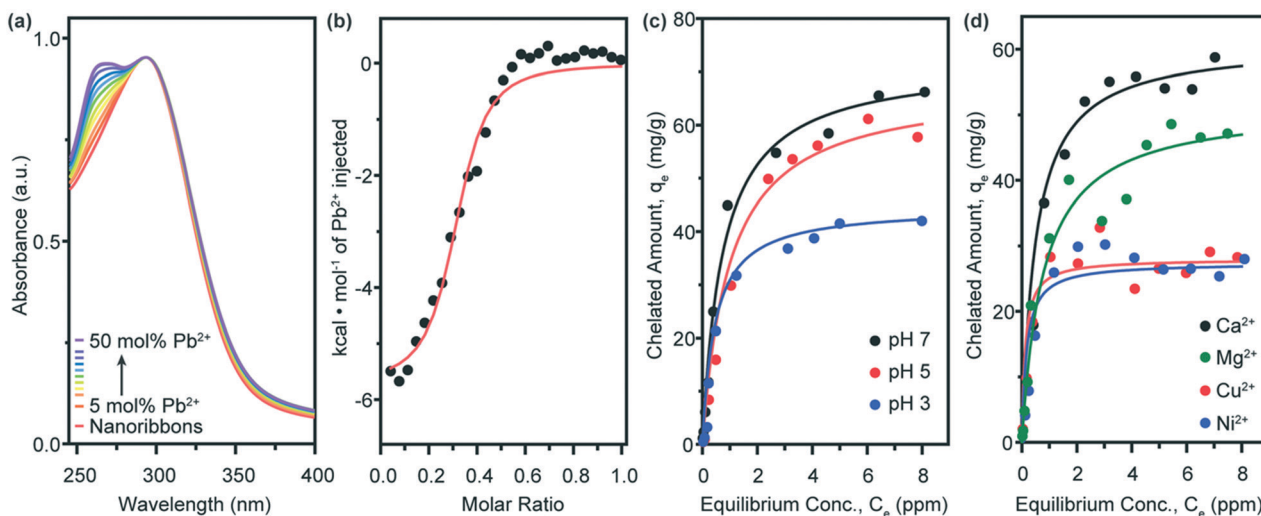 (a)
Absorbance (a.u.)
1.0
0.5
0.0
50 mol% Pb²⁺
5 mol% Pb²⁺
Nanoribbons
250 300 350 400
Wavelength (nm)
(b)
kcal • mol⁻¹ of Pb²⁺ injected
0
-2
-4
-6
0.0 0.2 0.4 0.6 0.8 1.0
Molar Ratio
(c)
Chelated Amount, qₑ (mg/g)
80
60
40
20
0
pH 7
pH 5
pH 3
0 2 4 6 8
Equilibrium Conc., Cₑ (ppm)
(d)
Chelated Amount, qₑ (mg/g)
60
40
20
0
Ca²⁺
Mg²⁺
Cu²⁺
Ni²⁺
0 2 4 6 8
Equilibrium Conc., Cₑ (ppm)